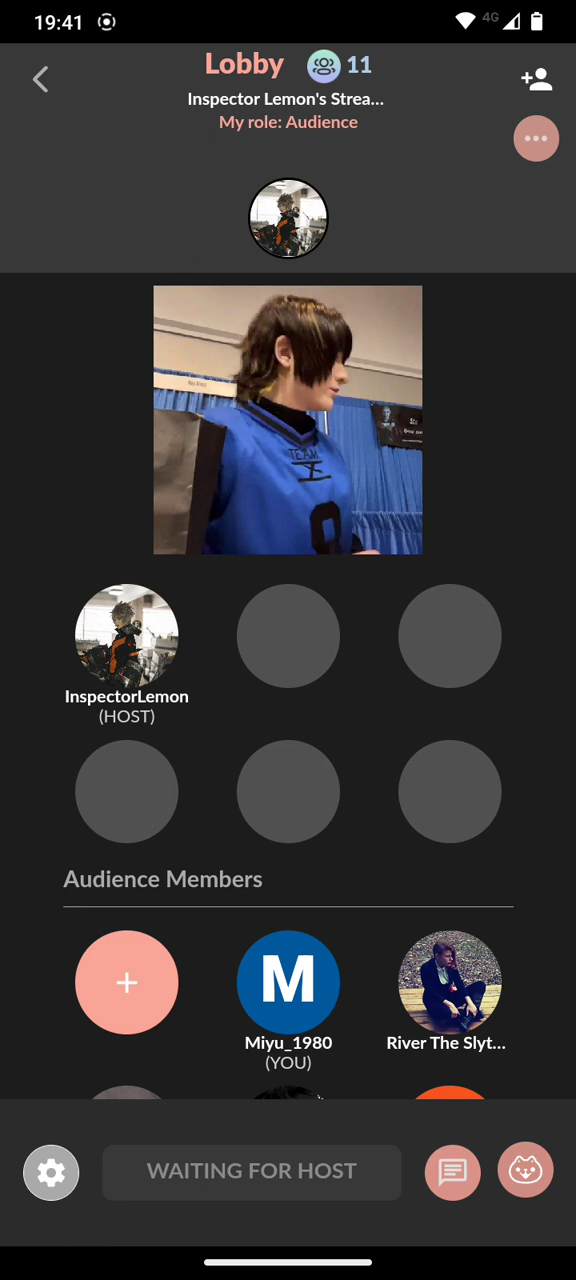 19:41
4G
Lobby 11
Inspector Lemon's Strea...
My role: Audience
TEAM
InspectorLemon
(HOST)
Audience Members
+
M
Miyu_1980
(YOU)
River The Slyt...
WAITING FOR HOST